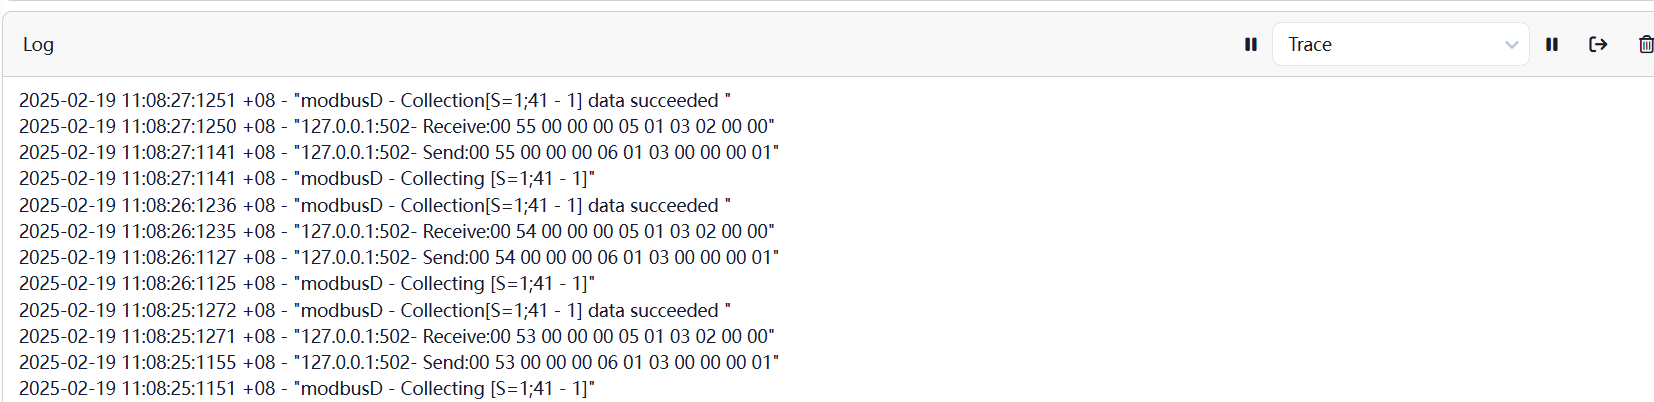 Log
Trace
2025-02-19 11:08:27:1251 +08 - "modbusD - Collection[S=1;41 - 1] data succeeded "
2025-02-19 11:08:27:1250 +08 - "127.0.0.1:502- Receive:00 55 00 00 00 05 01 03 02 00 00"
2025-02-19 11:08:27:1141 +08 - "127.0.0.1:502- Send:00 55 00 00 00 06 01 03 00 00 00 01"
2025-02-19 11:08:27:1141 +08 - "modbusD - Collecting [S=1;41 - 1]"
2025-02-19 11:08:26:1236 +08 - "modbusD - Collection[S=1;41 - 1] data succeeded "
2025-02-19 11:08:26:1235 +08 - "127.0.0.1:502- Receive:00 54 00 00 00 05 01 03 02 00 00"
2025-02-19 11:08:26:1127 +08 - "127.0.0.1:502- Send:00 54 00 00 00 06 01 03 00 00 00 01"
2025-02-19 11:08:26:1125 +08 - "modbusD - Collecting [S=1;41 - 1]"
2025-02-19 11:08:25:1272 +08 - "modbusD - Collection[S=1;41 - 1] data succeeded "
2025-02-19 11:08:25:1271 +08 - "127.0.0.1:502- Receive:00 53 00 00 00 05 01 03 02 00 00"
2025-02-19 11:08:25:1155 +08 - "127.0.0.1:502- Send:00 53 00 00 00 06 01 03 00 00 00 01"
2025-02-19 11:08:25:1151 +08 - "modbusD - Collecting [S=1;41 - 1]"